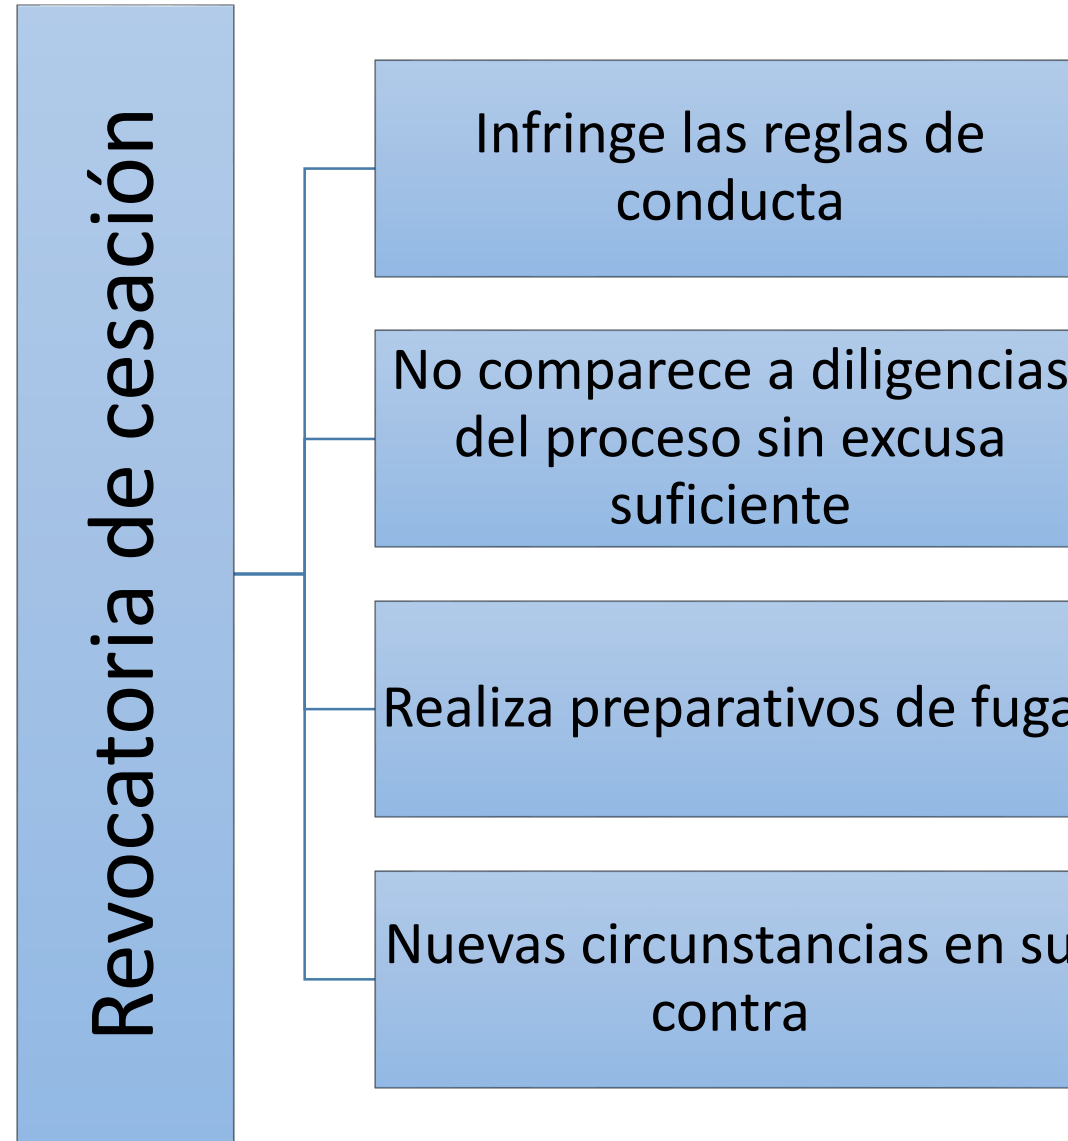 Revocatoria de cesación
Infringe las reglas de
conducta
No comparece a diligencias
del proceso sin excusa
suficiente
Realiza preparativos de fuga
Nuevas circunstancias en su
contra